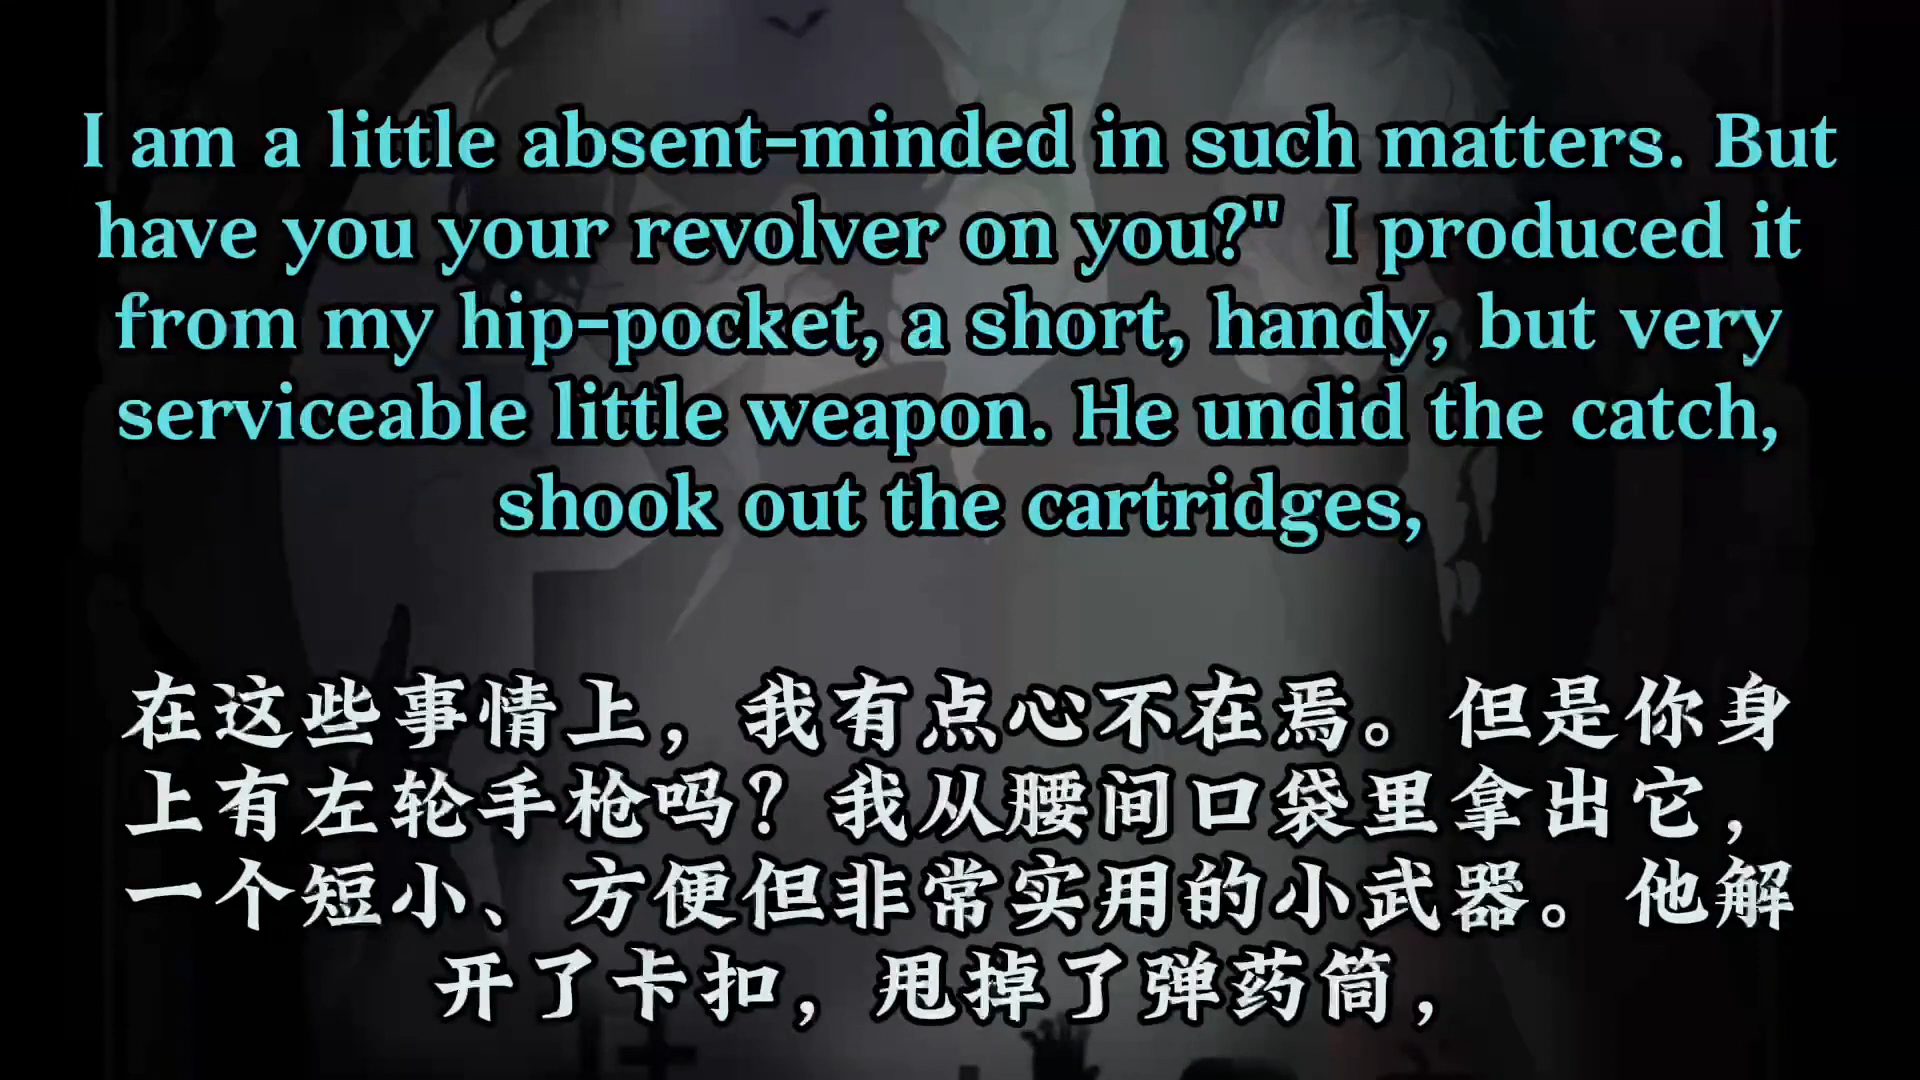 I am a little absent-minded in such matters. But
have you your revolver on you?"  I produced it
from my hip-pocket, a short, handy, but very
serviceable little weapon. He undid the catch,
shook out the cartridges,
在这些事情上，我有点心不在焉。但是你身
上有左轮手枪吗？我从腰间口袋里拿出它，
一个短小、方便但非常实用的小武器。他解
开了卡扣，甩掉了弹药筒，